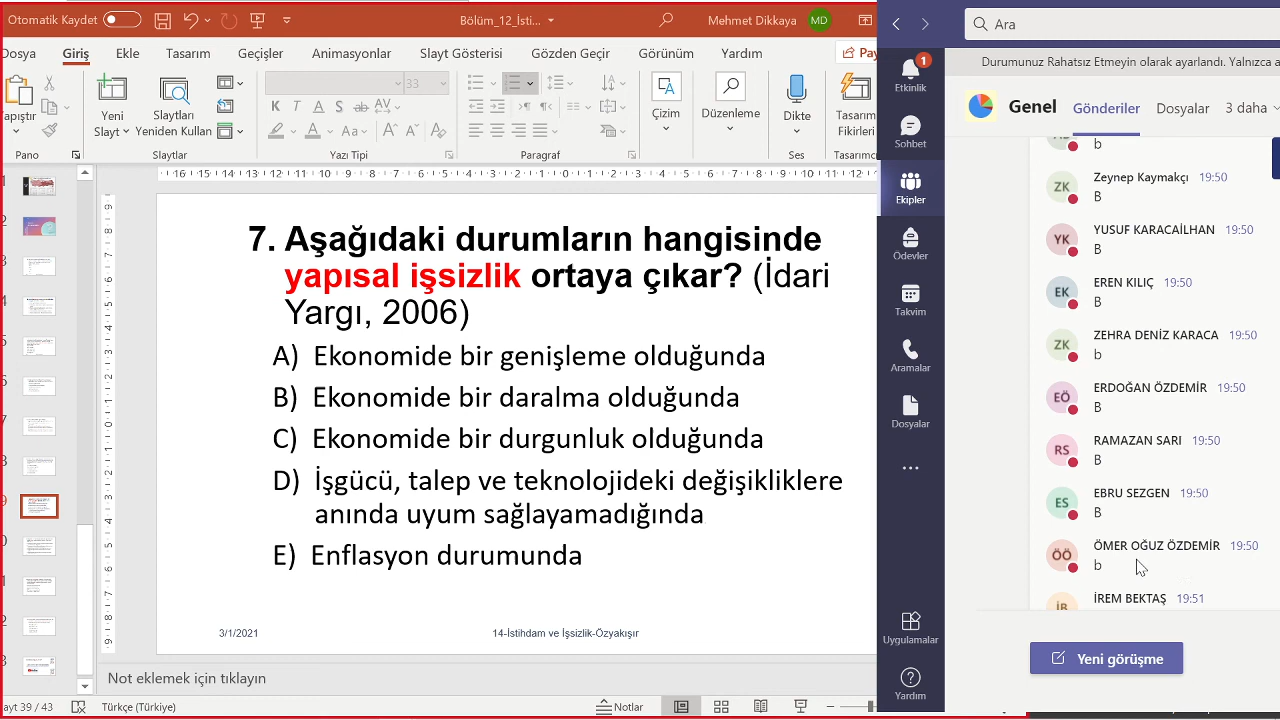 Otomatik Kaydet
Bölüm_12_İsti...
Mehmet Dikkaya
MD
Dosya
Giriş
Ekle
Tasarım
Geçişler
Animasyonlar
Slayt Gösterisi
Gözden Geçir
Görünüm
Yardım
Yeni
Slayt
Slaytları
Yeniden Kullan
33
Çizim
Düzenleme
Dikte
Tasarım
Fikirleri
Pano
Slaytlar
Yazı Tipi
Paragraf
Ses
7. Aşağıdaki durumların hangisinde
yapısal işsizlik ortaya çıkar? (İdari
Yargı, 2006)
A) Ekonomide bir genişleme olduğunda
B) Ekonomide bir daralma olduğunda
C) Ekonomide bir durgunluk olduğunda
D) İşgücü, talep ve teknolojideki değişikliklere
anında uyum sağlayamadığında
E) Enflasyon durumunda
/1/2021
14-İstihdam ve İşsizlik-Özyakışır
Not eklemek için tıklayın
ayt 39 / 43
Türkçe (Türkiye
Notlar
Ara
Durumunuz Rahatsız Etmeyin olarak ayarlandı. Yalnızca a
1
Etkinlik
Sohbet
Ekipler
Ödevler
Takvim
Aramalar
Dosyalar
Uygulamalar
Yardım
Genel
Gönderiler
Dosyalar
3 daha
b
ZK
Zeynep Kaymakçı 19:50
B
YK
YUSUF KARACAİLHAN 19:50
B
EK
EREN KILIÇ 19:50
B
ZK
ZEHRA DENİZ KARACA 19:50
b
EÖ
ERDOĞAN ÖZDEMİR 19:50
B
RS
RAMAZAN SARI 19:50
B
ES
EBRU SEZGEN 19:50
B
ÖÖ
ÖMER OĞUZ ÖZDEMİR 19:50
b
İB
İREM BEKTAŞ 19:51
Yeni görüşme